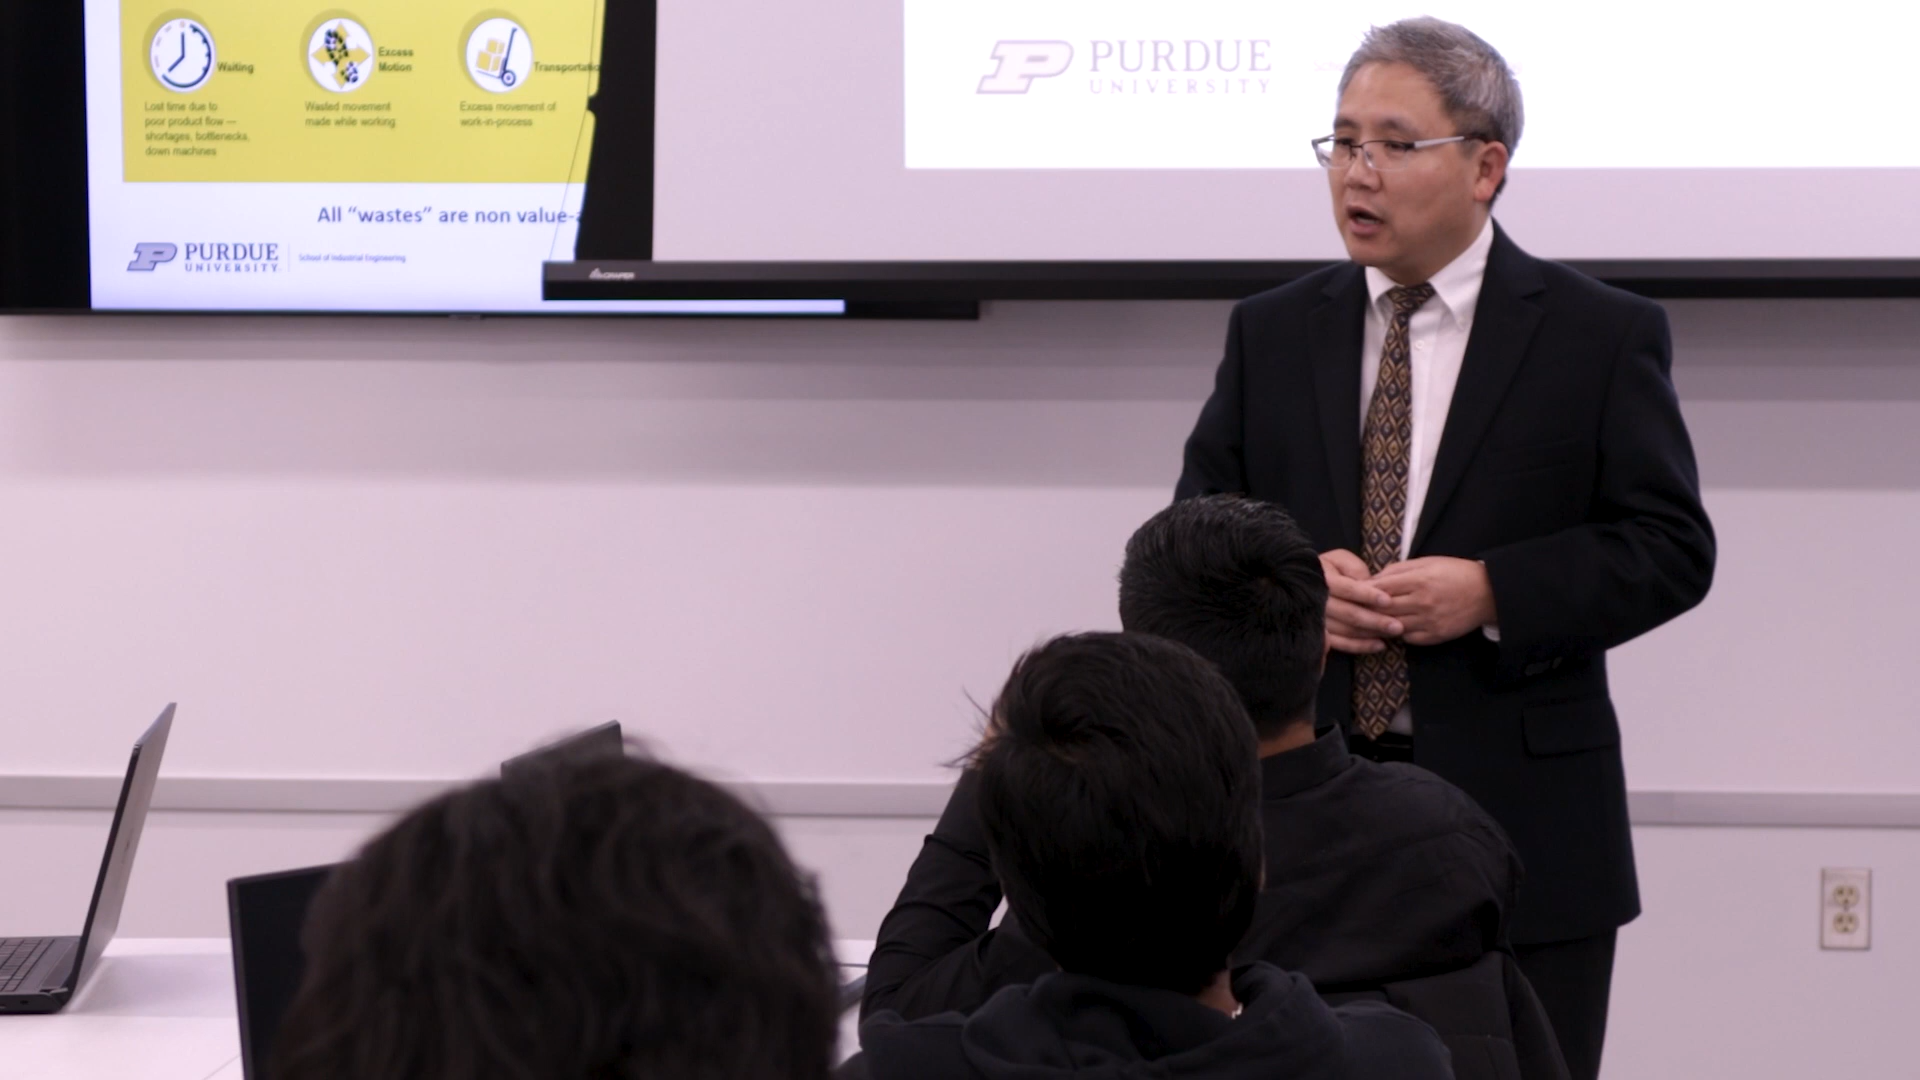 Waiting
Lost time due to
poor product flow —
shortages, bottlenecks,
down machines
Excess
Motion
Wasted movement
made while working
Transportatio
Excess movement of
work-in-process
All “wastes” are non value-
PURDUE
UNIVERSITY
School of Industrial Engineering
PURDUE
UNIVERSITY